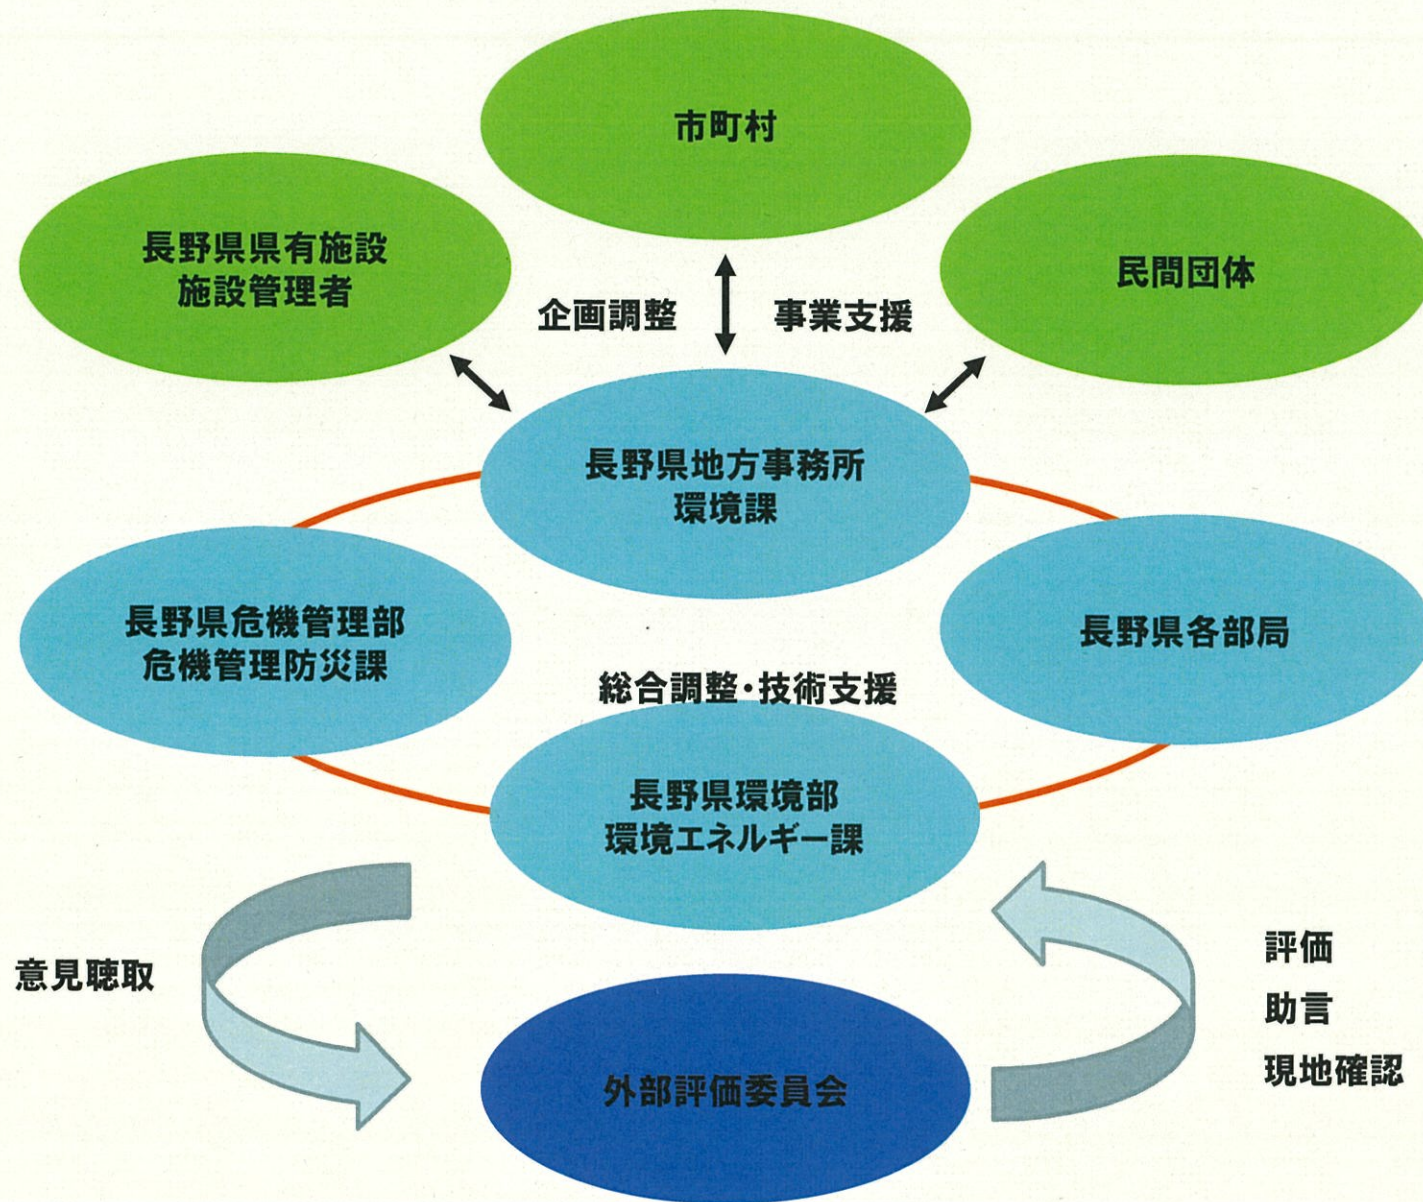 市町村
長野県県有施設
施設管理者
民間団体
企画調整
事業支援
長野県地方事務所
環境課
長野県危機管理部
危機管理防災課
長野県各部局
総合調整・技術支援
長野県環境部
環境エネルギー課
意見聴取
評価
助言
現地確認
外部評価委員会